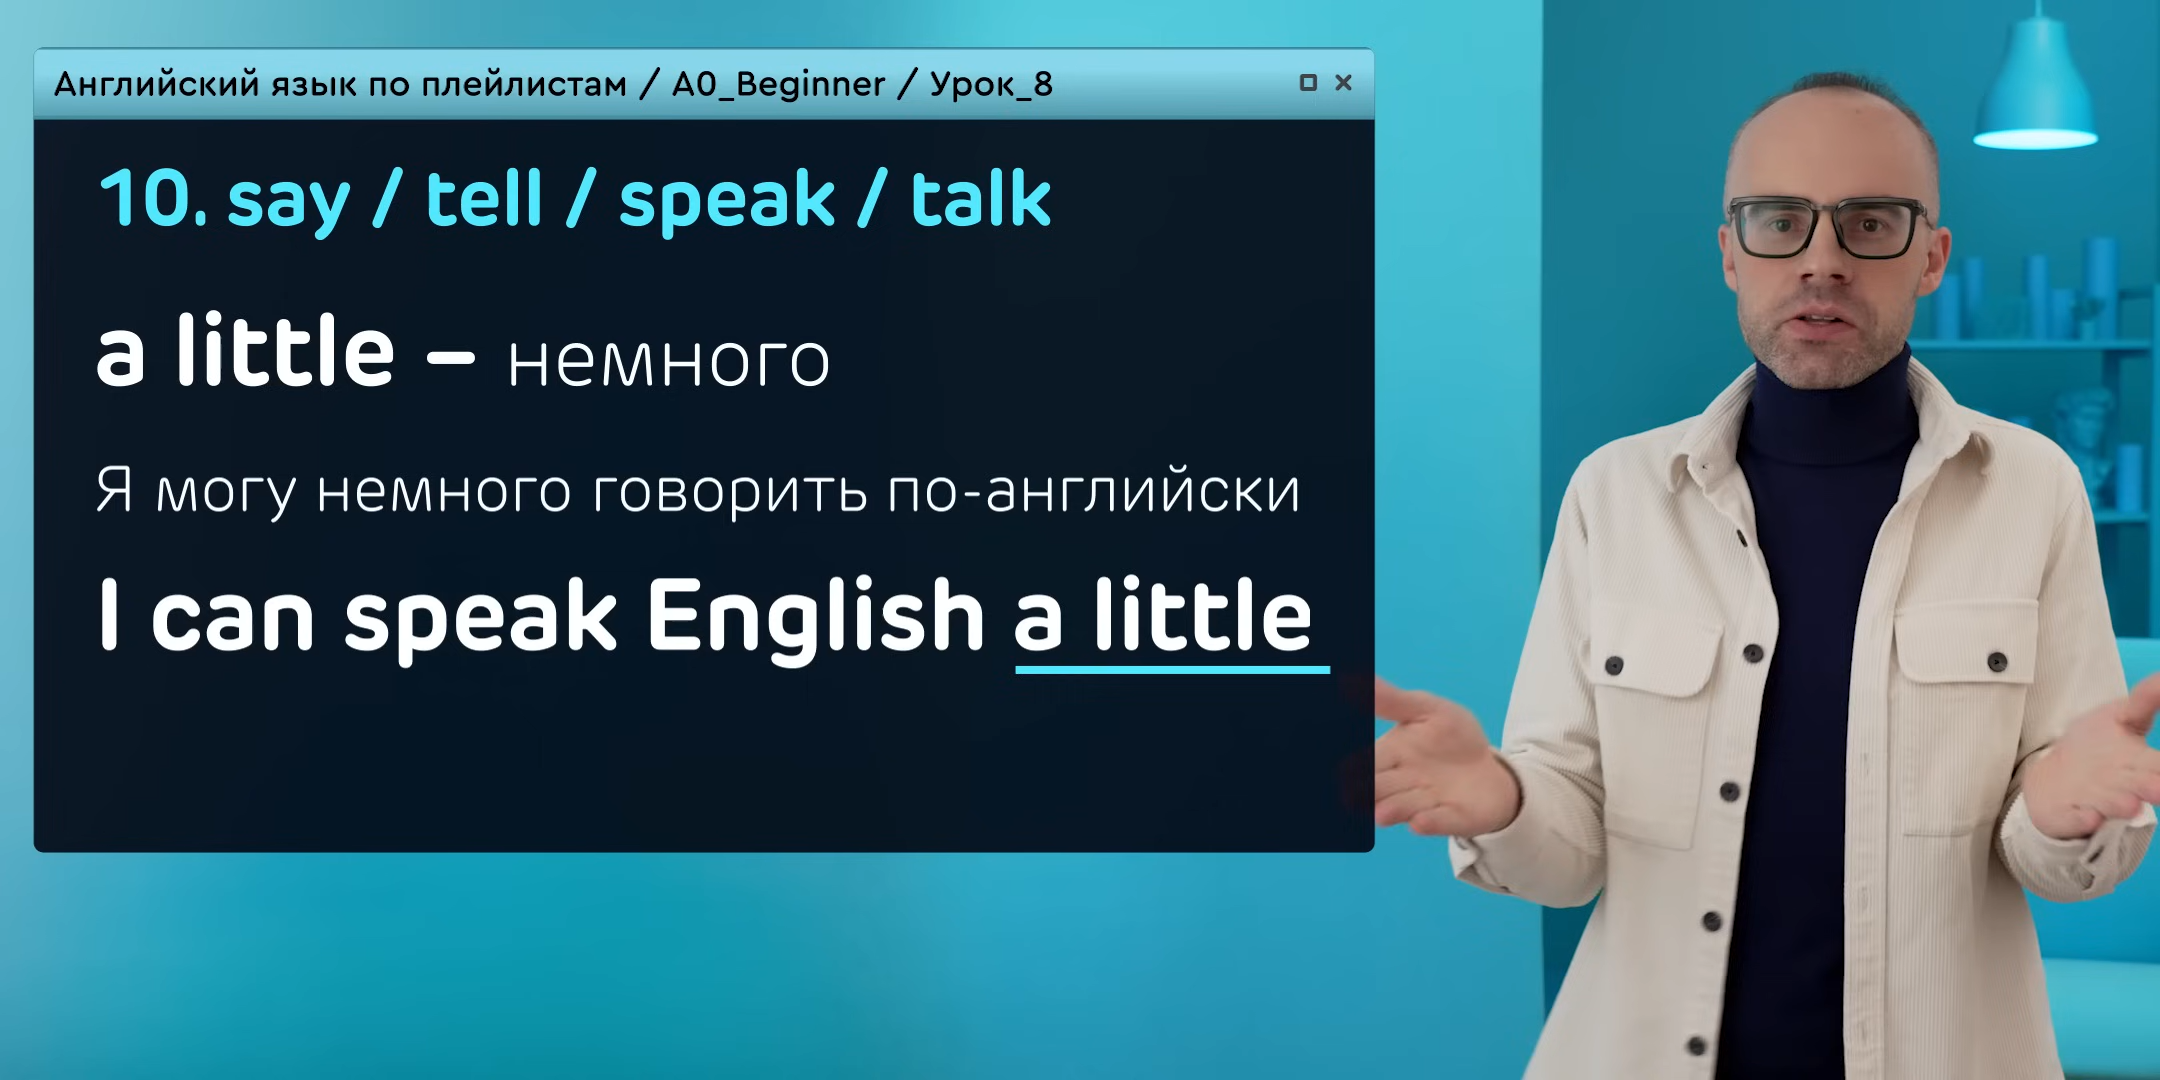 Английский язык по плейлистам / A0_Beginner / Урок_8
10. say / tell / speak / talk
a little – немного
Я могу немного говорить по-английски
I can speak English a little